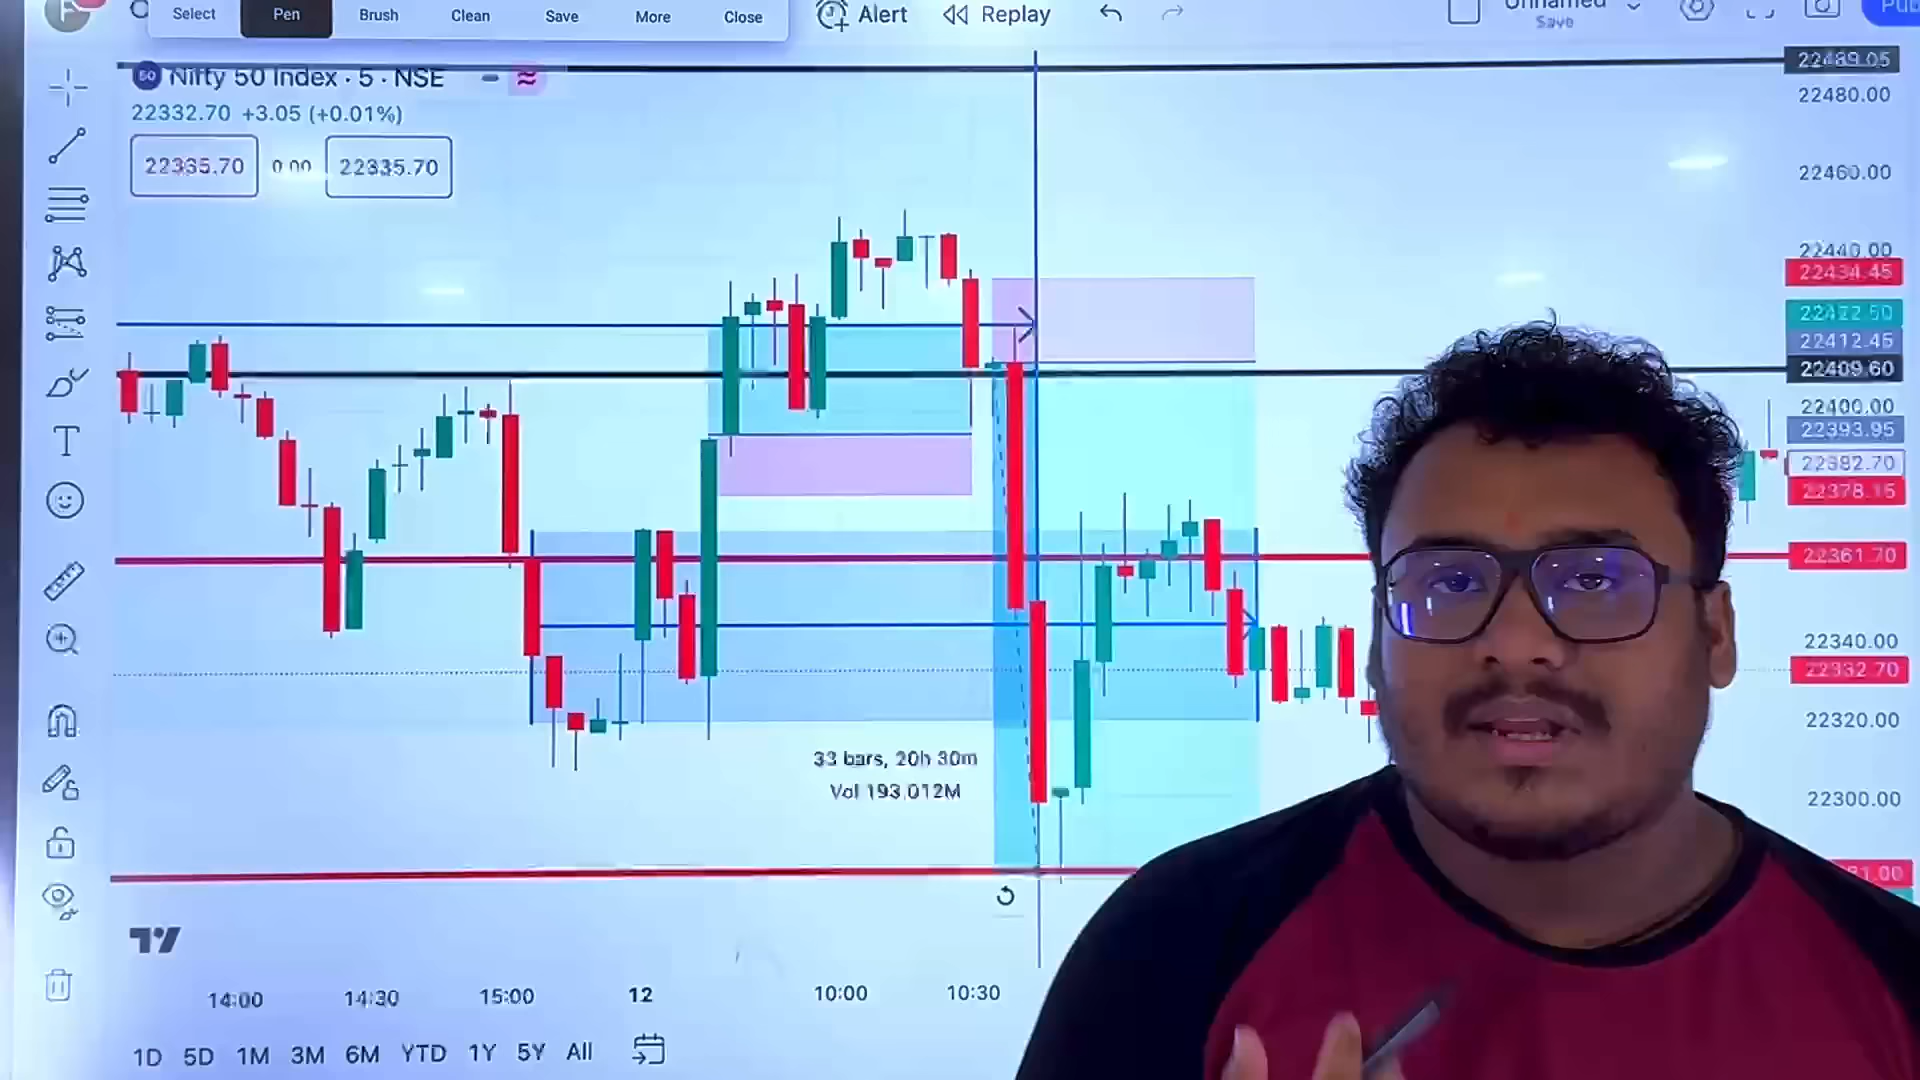 Select Pen Brush Clean Save More Close
Alert Replay
Unnamed
Save
50 Nifty 50 Index · 5 · NSE
22332.70 +3.05 (+0.01%)
22335.70 0.00 22335.70
22489.05
22480.00
22460.00
22440.00
22434.45
22422.50
22412.45
22409.60
22400.00
22393.95
22382.70
22378.15
22361.70
22340.00
22332.70
22320.00
22300.00
33 bars, 20h 30m
Vol 193.012M
14:00 14:30 15:00 12 10:00 10:30
1D 5D 1M 3M 6M YTD 1Y 5Y All